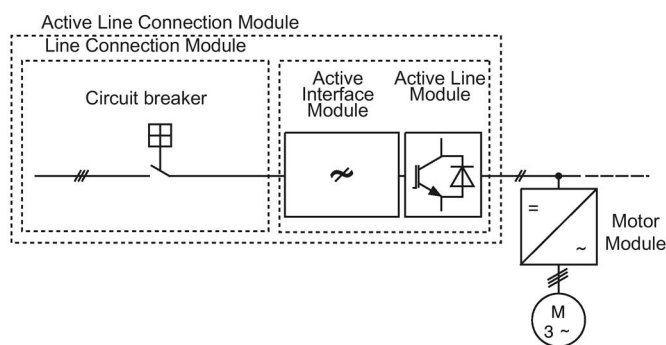 Active Line Connection Module
Line Connection Module
Circuit breaker
Active
Interface
Module
Active Line
Module
=
~
Motor
Module
M
3 ~